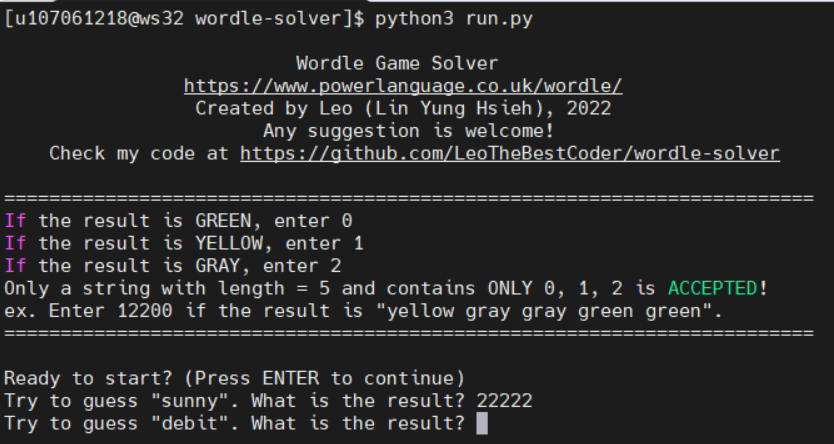 [u107061218@ws32 wordle-solver]$ python3 run.py
Wordle Game Solver
https://www.powerlanguage.co.uk/wordle/
Created by Leo (Lin Yung Hsieh), 2022
Any suggestion is welcome!
Check my code at https://github.com/LeoTheBestCoder/wordle-solver
========================================================================
If the result is GREEN, enter 0
If the result is YELLOW, enter 1
If the result is GRAY, enter 2
Only a string with length = 5 and contains ONLY 0, 1, 2 is ACCEPTED!
ex. Enter 12200 if the result is "yellow gray gray green green".
========================================================================
Ready to start? (Press ENTER to continue)
Try to guess "sunny". What is the result? 22222
Try to guess "debit". What is the result?